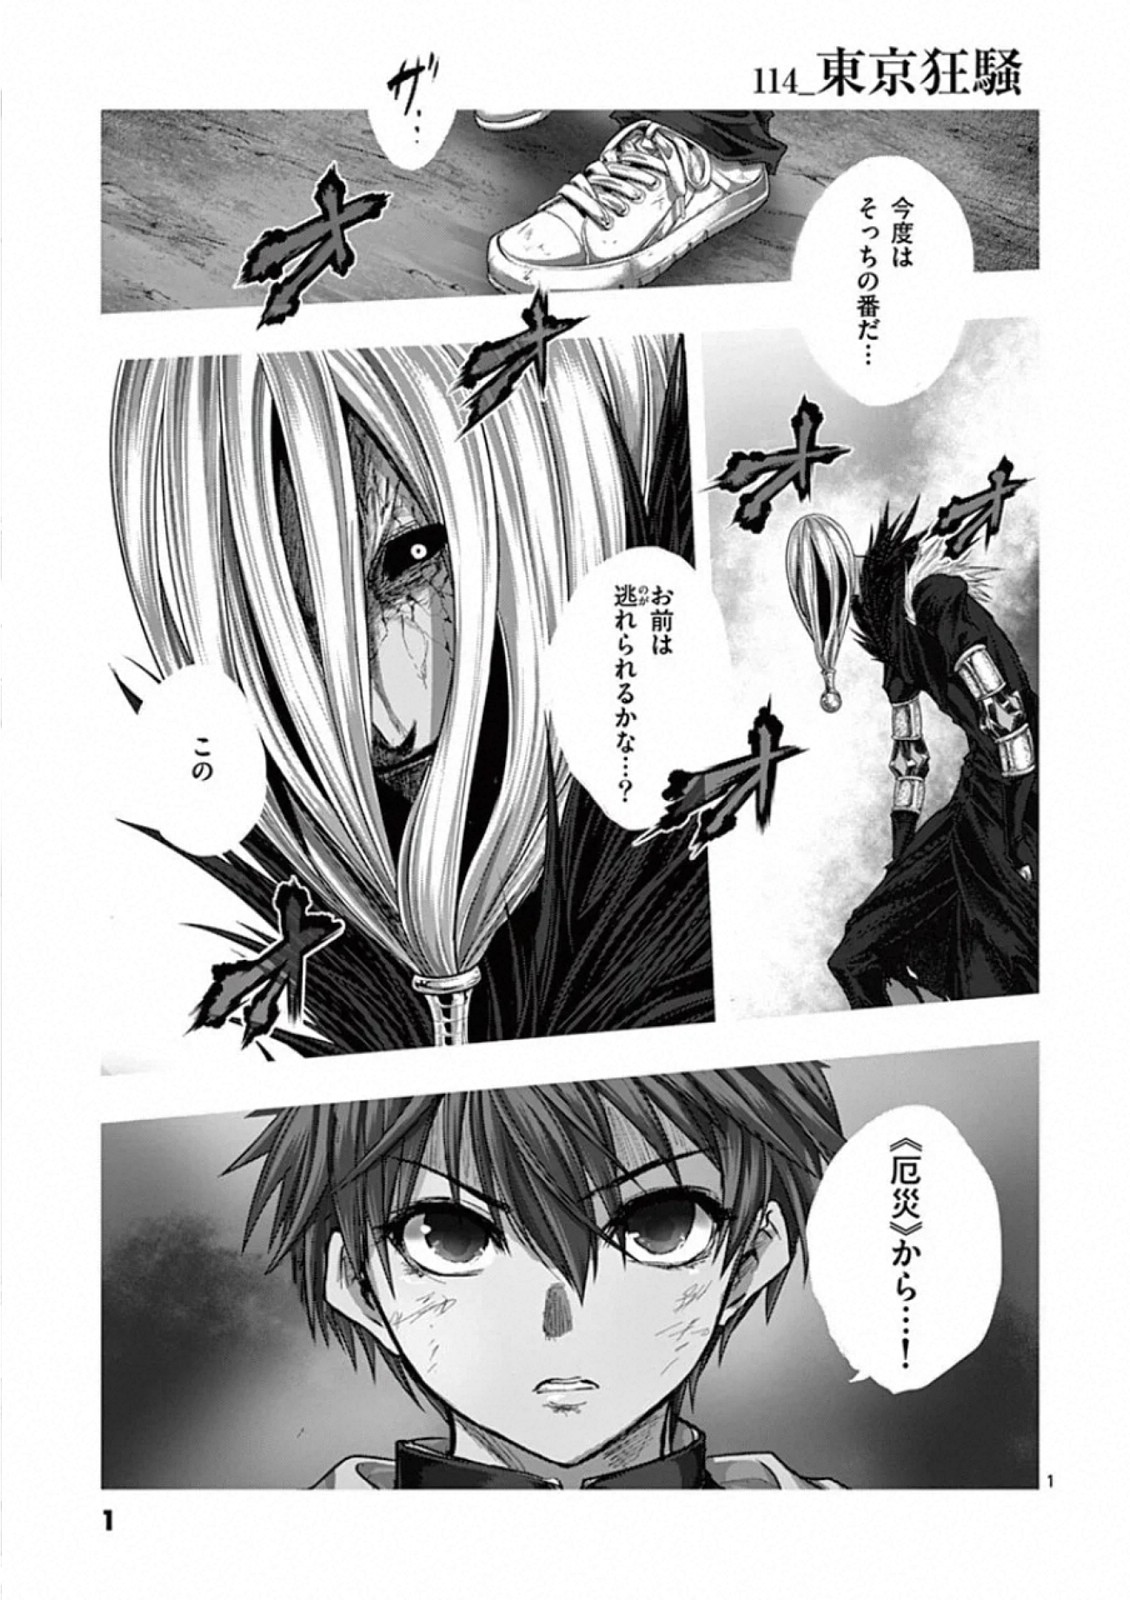 114_東京狂騒
ザ…
今度は
そっちの番だ…
オ
オ
オ
オ
オ
オ
お前は
逃れられるかな…?
のが
この
《厄災》から…!
1
1